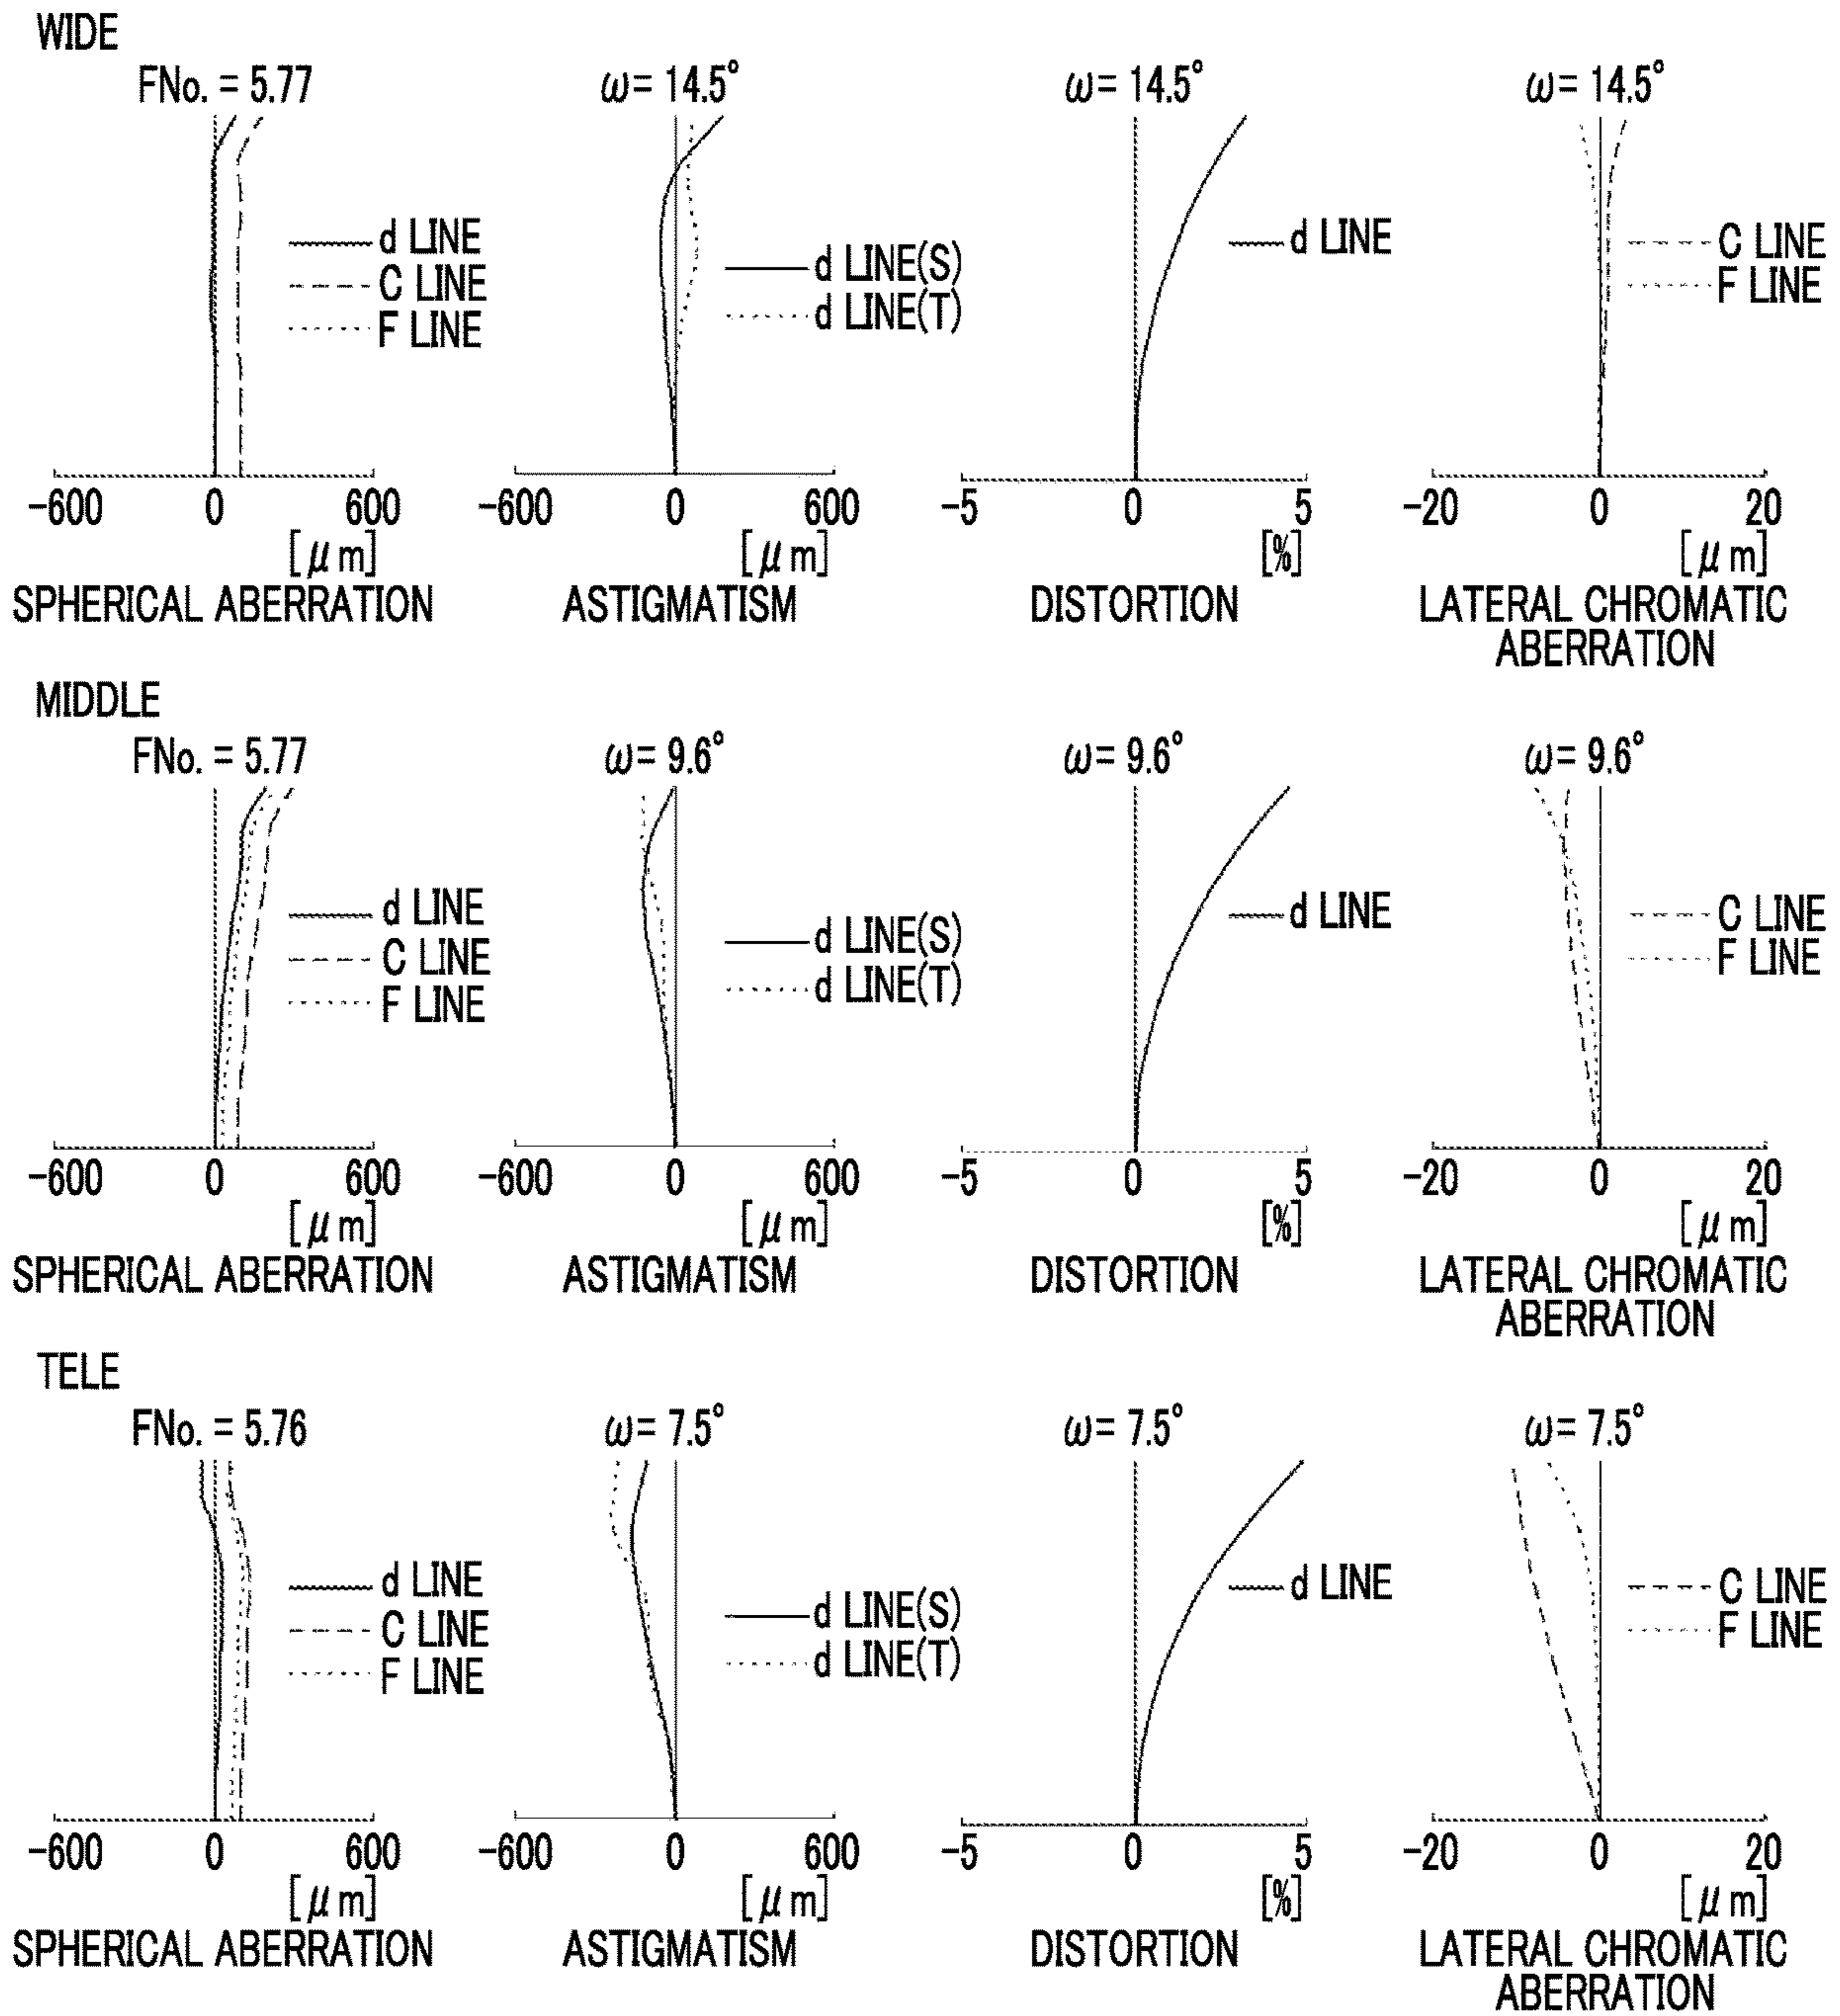 WIDE
FNo. = 5.77
ω= 14.5°
ω= 14.5°
ω= 14.5°
d LINE
C LINE
F LINE
d LINE(S)
d LINE(T)
d LINE
C LINE
F LINE
-600 0 600
[μm]
SPHERICAL ABERRATION
-600 0 600
[μm]
ASTIGMATISM
-5 0 5
[%]
DISTORTION
-20 0 20
[μm]
LATERAL CHROMATIC
ABERRATION
MIDDLE
FNo. = 5.77
ω= 9.6°
ω= 9.6°
ω= 9.6°
d LINE
C LINE
F LINE
d LINE(S)
d LINE(T)
d LINE
C LINE
F LINE
-600 0 600
[μm]
SPHERICAL ABERRATION
-600 0 600
[μm]
ASTIGMATISM
-5 0 5
[%]
DISTORTION
-20 0 20
[μm]
LATERAL CHROMATIC
ABERRATION
TELE
FNo. = 5.76
ω= 7.5°
ω= 7.5°
ω= 7.5°
d LINE
C LINE
F LINE
d LINE(S)
d LINE(T)
d LINE
C LINE
F LINE
-600 0 600
[μm]
SPHERICAL ABERRATION
-600 0 600
[μm]
ASTIGMATISM
-5 0 5
[%]
DISTORTION
-20 0 20
[μm]
LATERAL CHROMATIC
ABERRATION